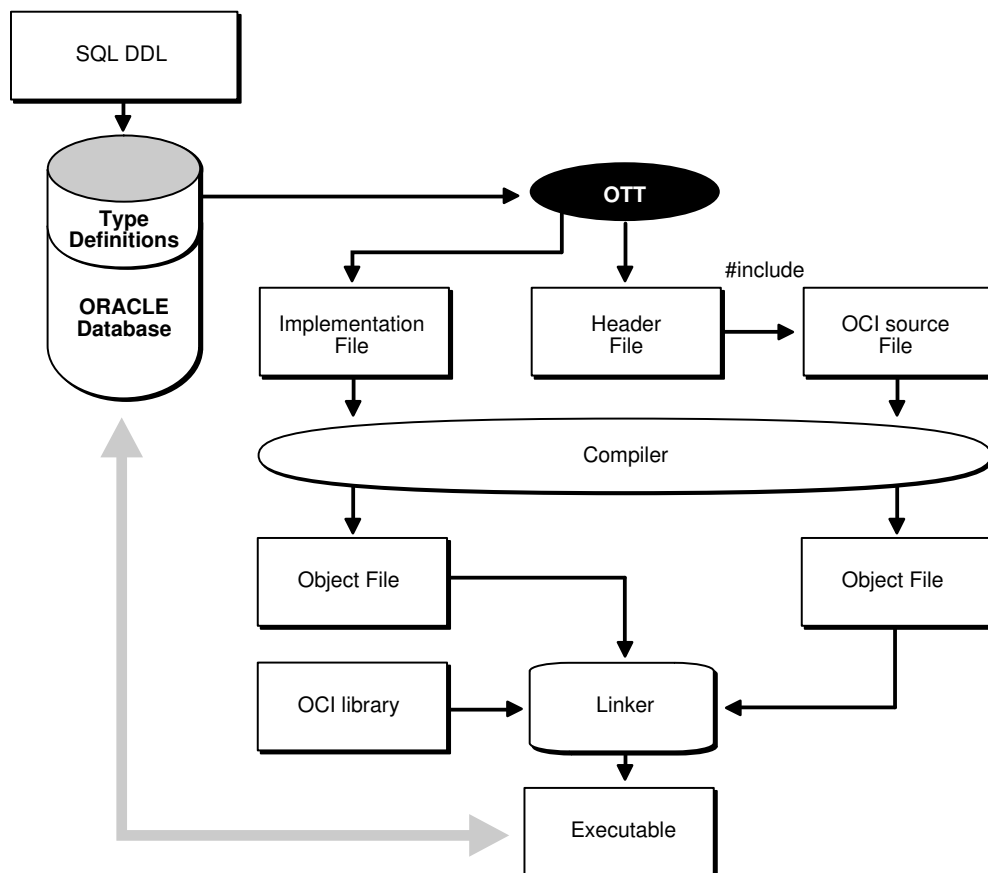 SQL DDL
OTT
Type
Definitions
#include
ORACLE
Database
Implementation
File
Header
File
OCI source
File
Compiler
Object File
Object File
OCI library
Linker
Executable